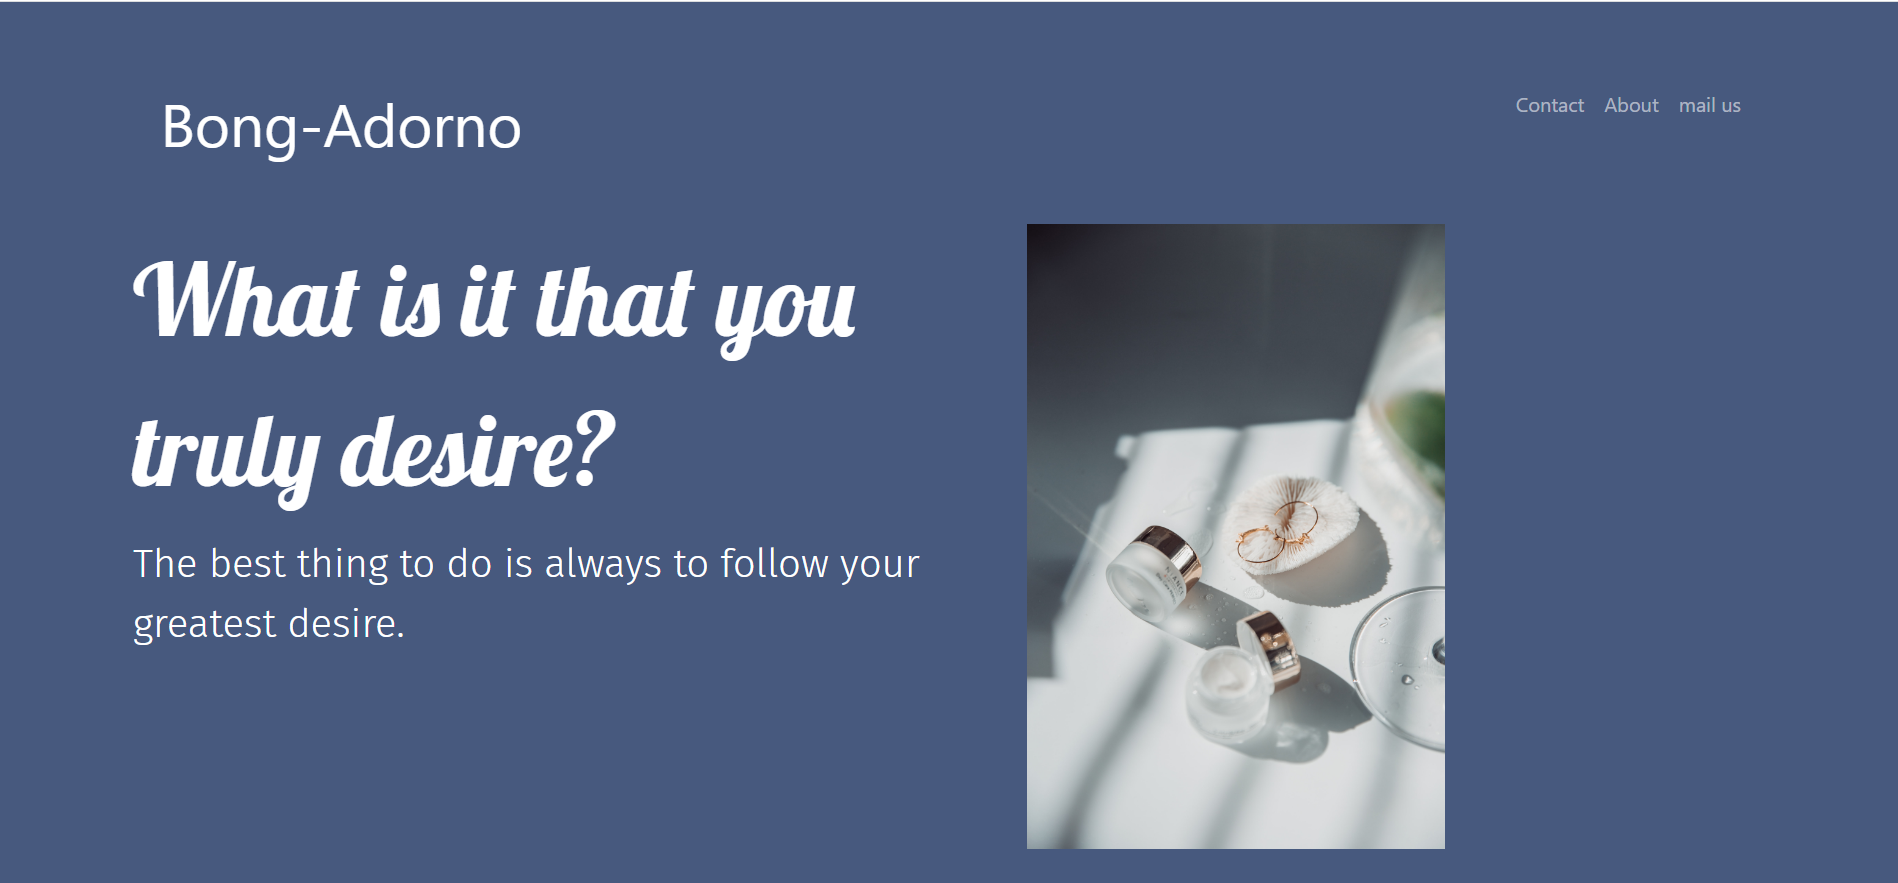 Bong-Adorno
Contact About mail us
What is it that you
truly desire?
The best thing to do is always to follow your
greatest desire.